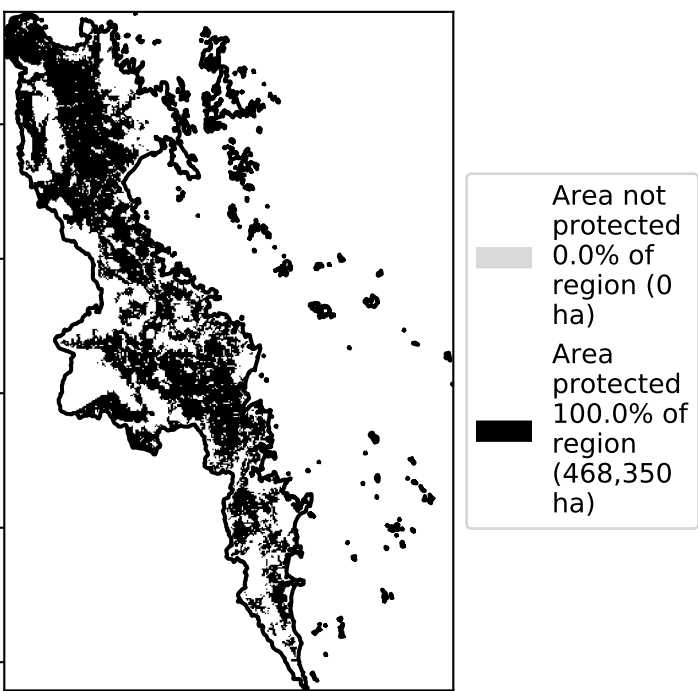 Area not
protected
0.0% of
region (0
ha)
Area
protected
100.0% of
region
(468,350
ha)